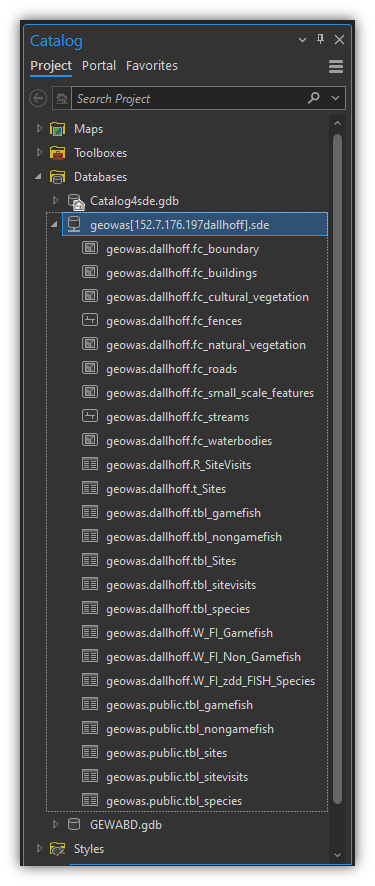 Catalog
Project Portal Favorites
Search Project
Maps
Toolboxes
Databases
Catalog4sde.gdb
geowas[152.7.176.197dallhoff].sde
geowas.dallhoff.fc_boundary
geowas.dallhoff.fc_buildings
geowas.dallhoff.fc_cultural_vegetation
geowas.dallhoff.fc_fences
geowas.dallhoff.fc_natural_vegetation
geowas.dallhoff.fc_roads
geowas.dallhoff.fc_small_scale_features
geowas.dallhoff.fc_streams
geowas.dallhoff.fc_waterbodies
geowas.dallhoff.R_SiteVisits
geowas.dallhoff.t_Sites
geowas.dallhoff.tbl_gamefish
geowas.dallhoff.tbl_nongamefish
geowas.dallhoff.tbl_Sites
geowas.dallhoff.tbl_sitevisits
geowas.dallhoff.tbl_species
geowas.dallhoff.W_FI_Gamefish
geowas.dallhoff.W_FI_Non_Gamefish
geowas.dallhoff.W_FI_zdd_FISH_Species
geowas.public.tbl_gamefish
geowas.public.tbl_nongamefish
geowas.public.tbl_sites
geowas.public.tbl_sitevisits
geowas.public.tbl_species
GEWABD.gdb
Styles